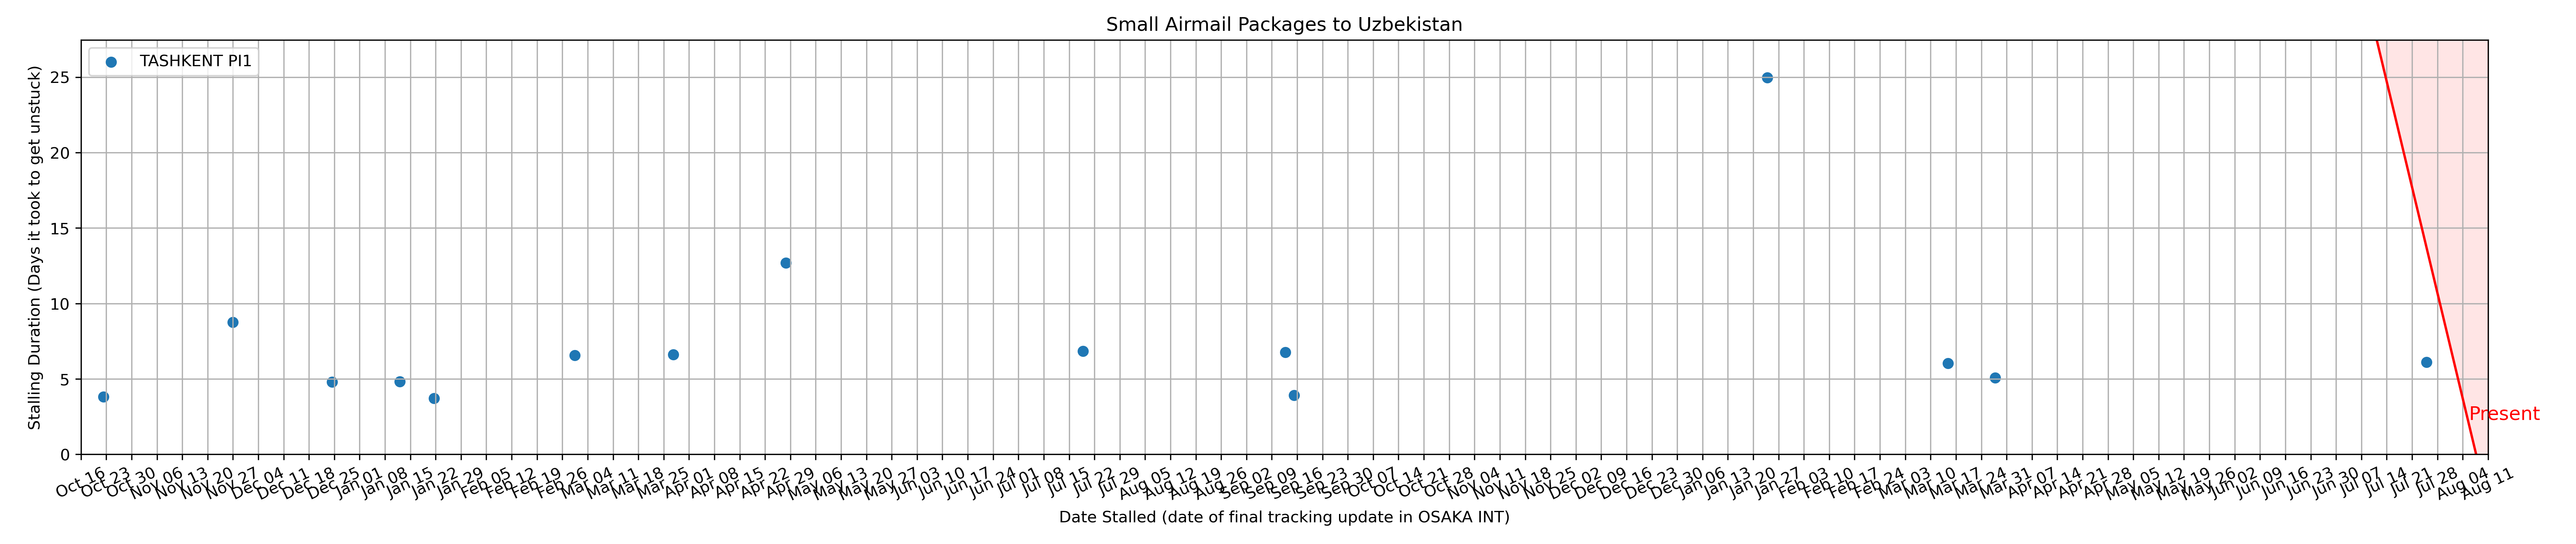 Small Airmail Packages to Uzbekistan
TASHKENT PI1
Stalling Duration (Days it took to get unstuck)
25
20
15
10
5
0
Present
Oct 16 Oct 23 Oct 30 Nov 06 Nov 13 Nov 20 Nov 27 Dec 04 Dec 11 Dec 18 Dec 25 Jan 01 Jan 08 Jan 15 Jan 22 Jan 29 Feb 05 Feb 12 Feb 19 Feb 26 Mar 04 Mar 11 Mar 18 Mar 25 Apr 01 Apr 08 Apr 15 Apr 22 Apr 29 May 06 May 13 May 20 May 27 Jun 03 Jun 10 Jun 17 Jun 24 Jul 01 Jul 08 Jul 15 Jul 22 Jul 29 Aug 05 Aug 12 Aug 19 Aug 26 Sep 02 Sep 09 Sep 16 Sep 23 Sep 30 Oct 07 Oct 14 Oct 21 Oct 28 Nov 04 Nov 11 Nov 18 Nov 25 Dec 02 Dec 09 Dec 16 Dec 23 Dec 30 Jan 06 Jan 13 Jan 20 Jan 27 Feb 03 Feb 10 Feb 17 Feb 24 Mar 03 Mar 10 Mar 17 Mar 24 Mar 31 Apr 07 Apr 14 Apr 21 Apr 28 May 05 May 12 May 19 May 26 Jun 02 Jun 09 Jun 16 Jun 23 Jun 30 Jul 07 Jul 14 Jul 21 Jul 28 Aug 04 Aug 11
Date Stalled (date of final tracking update in OSAKA INT)